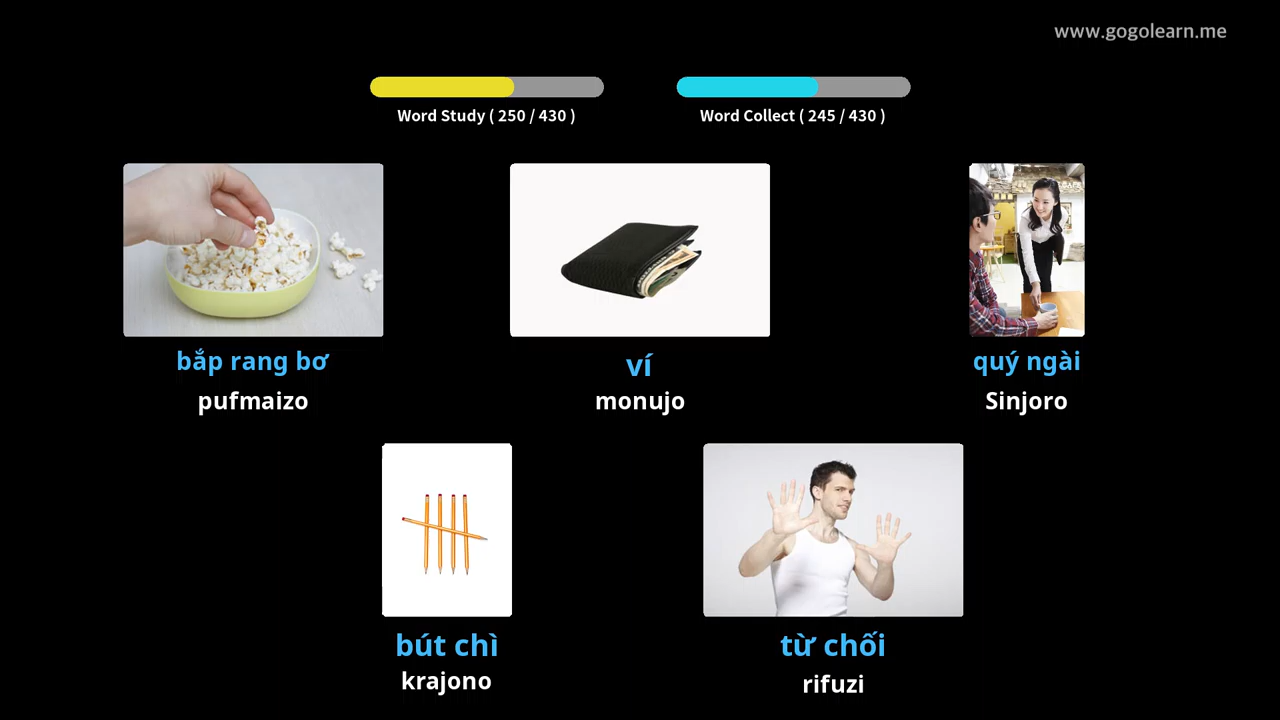 www.gogolearn.me
Word Study ( 250 / 430 )
Word Collect ( 245 / 430 )
bắp rang bơ
pufmaizo
ví
monujo
quý ngài
Sinjoro
bút chì
krajono
từ chối
rifuzi